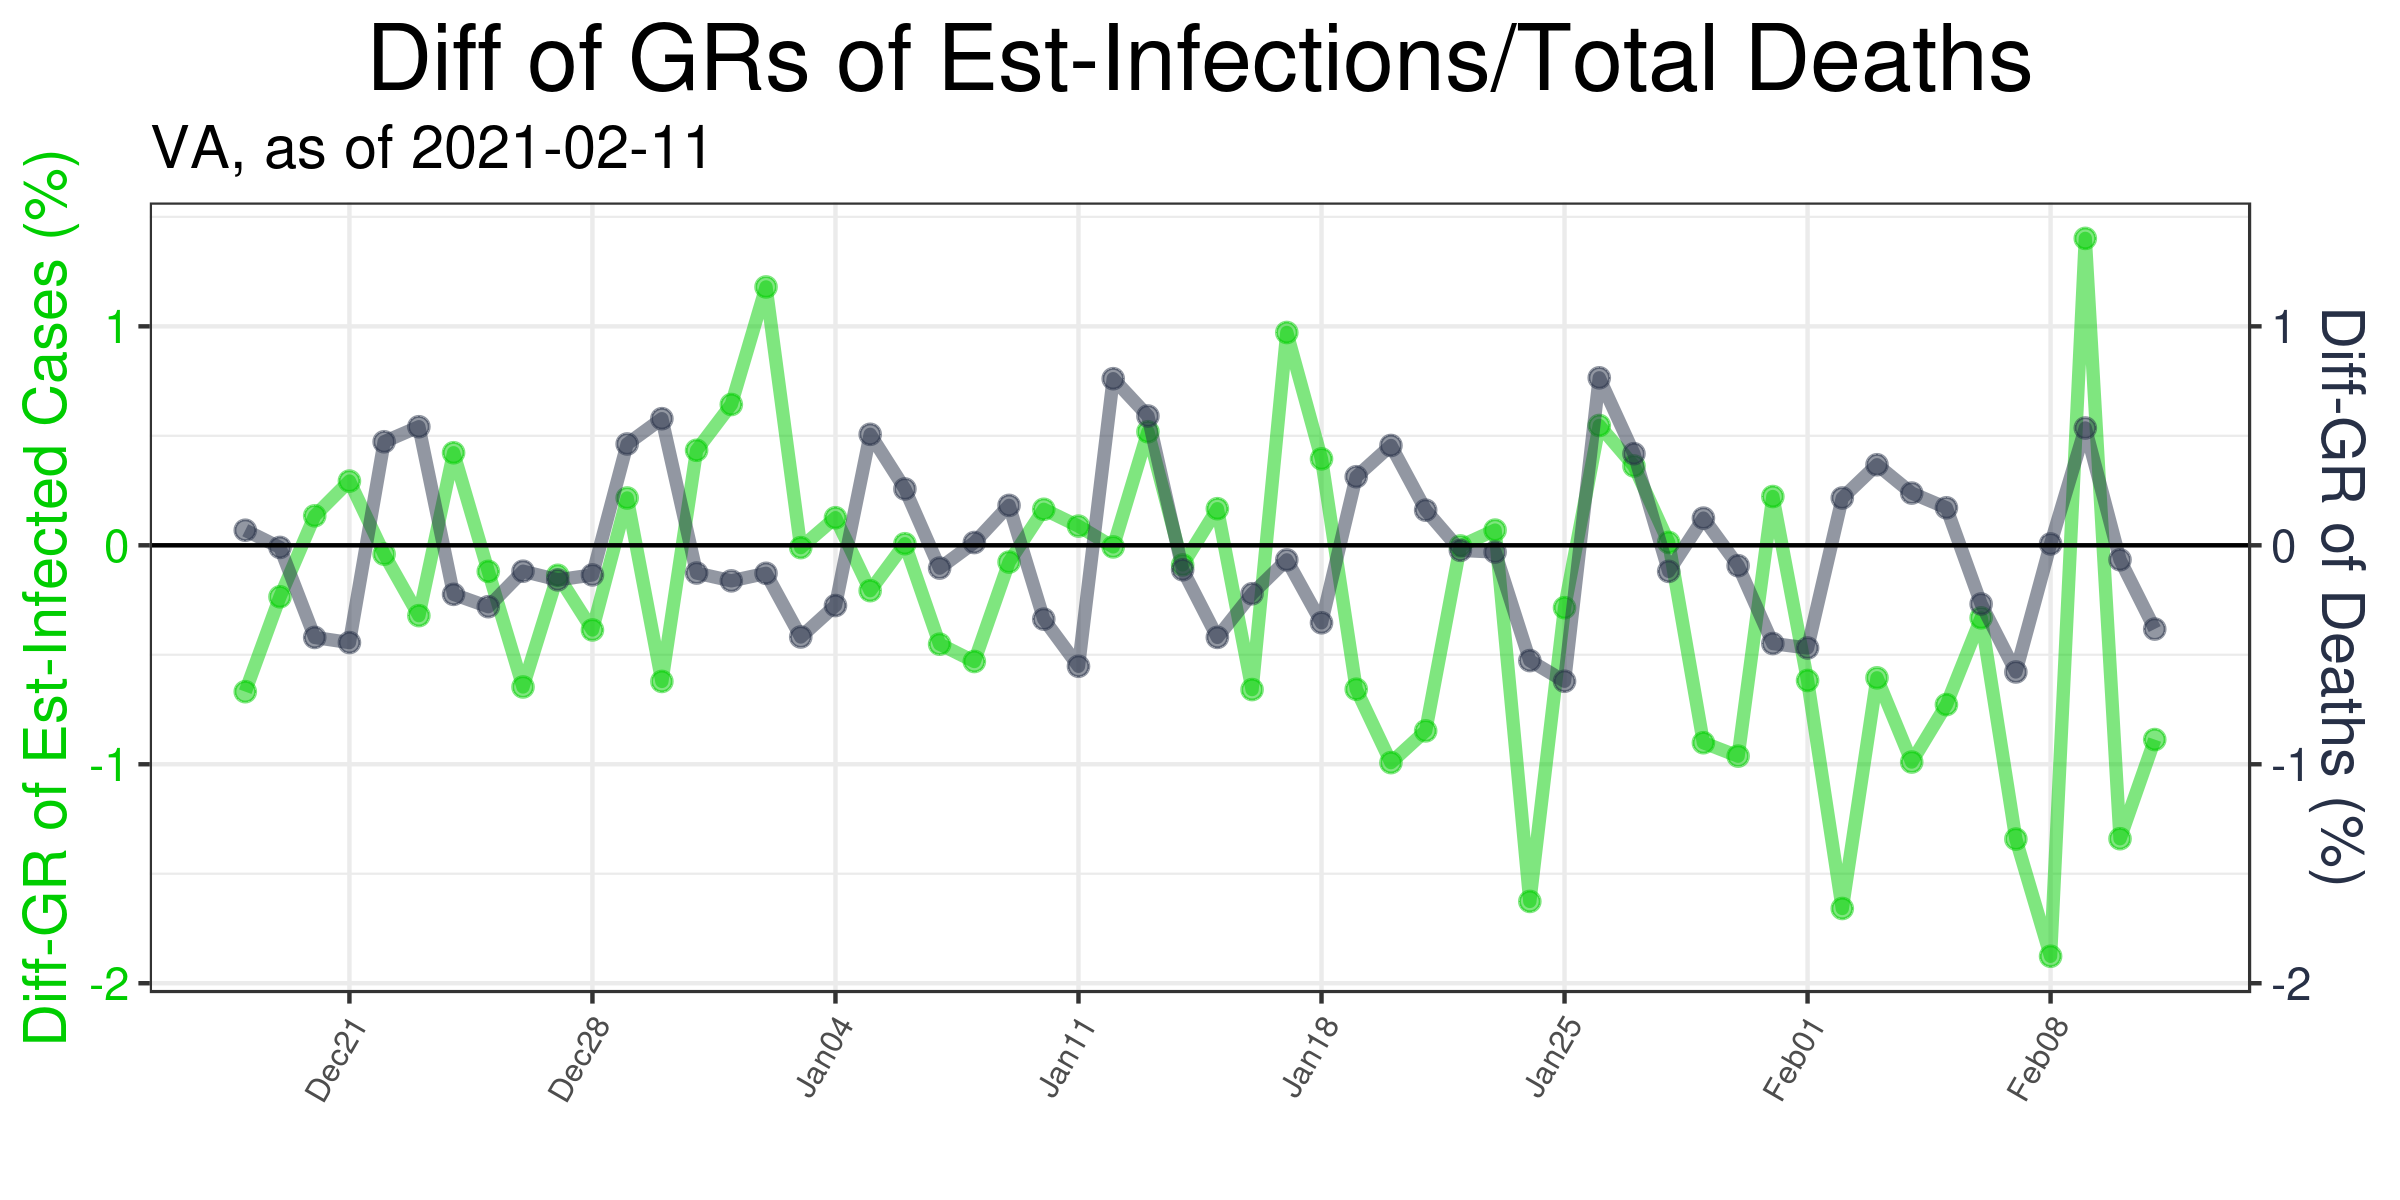 Diff of GRs of Est-Infections/Total Deaths
VA, as of 2021-02-11
Diff-GR of Est-Infected Cases (%)
1
0
-1
-2
1
0
-1
-2
Diff-GR of Deaths (%)
Dec21
Dec28
Jan04
Jan11
Jan18
Jan25
Feb01
Feb08